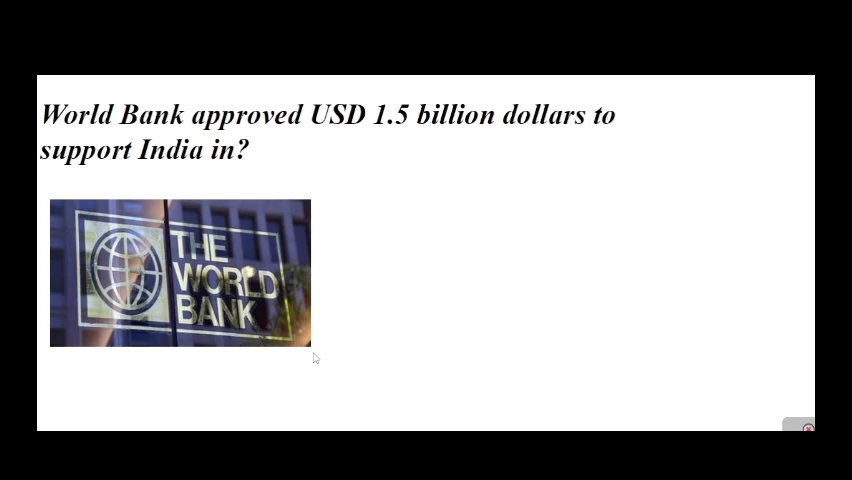 World Bank approved USD 1.5 billion dollars to
support India in?
THE
WORLD
BANK